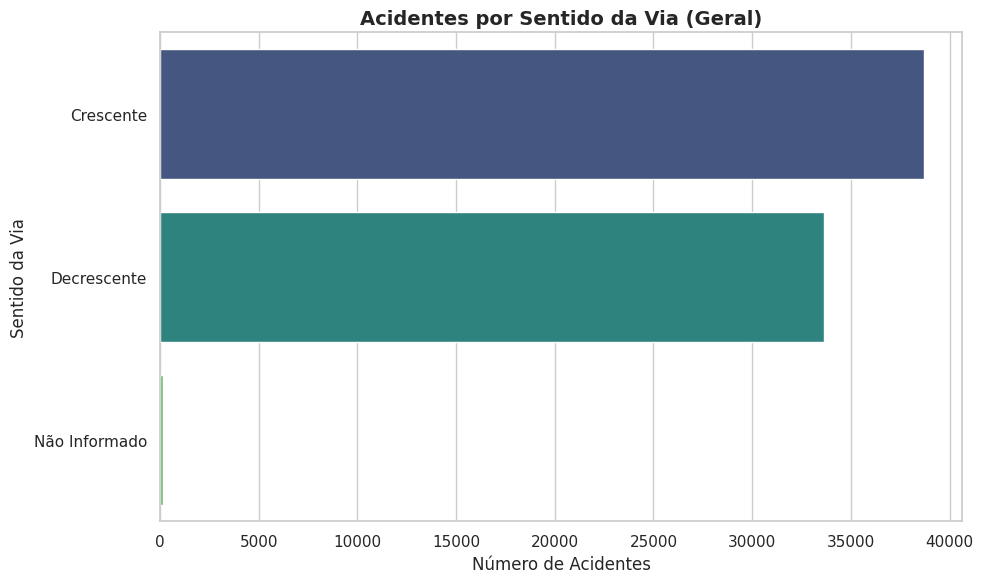 Acidentes por Sentido da Via (Geral)
Sentido da Via
Crescente
Decrescente
Não Informado
0 5000 10000 15000 20000 25000 30000 35000 40000
Número de Acidentes